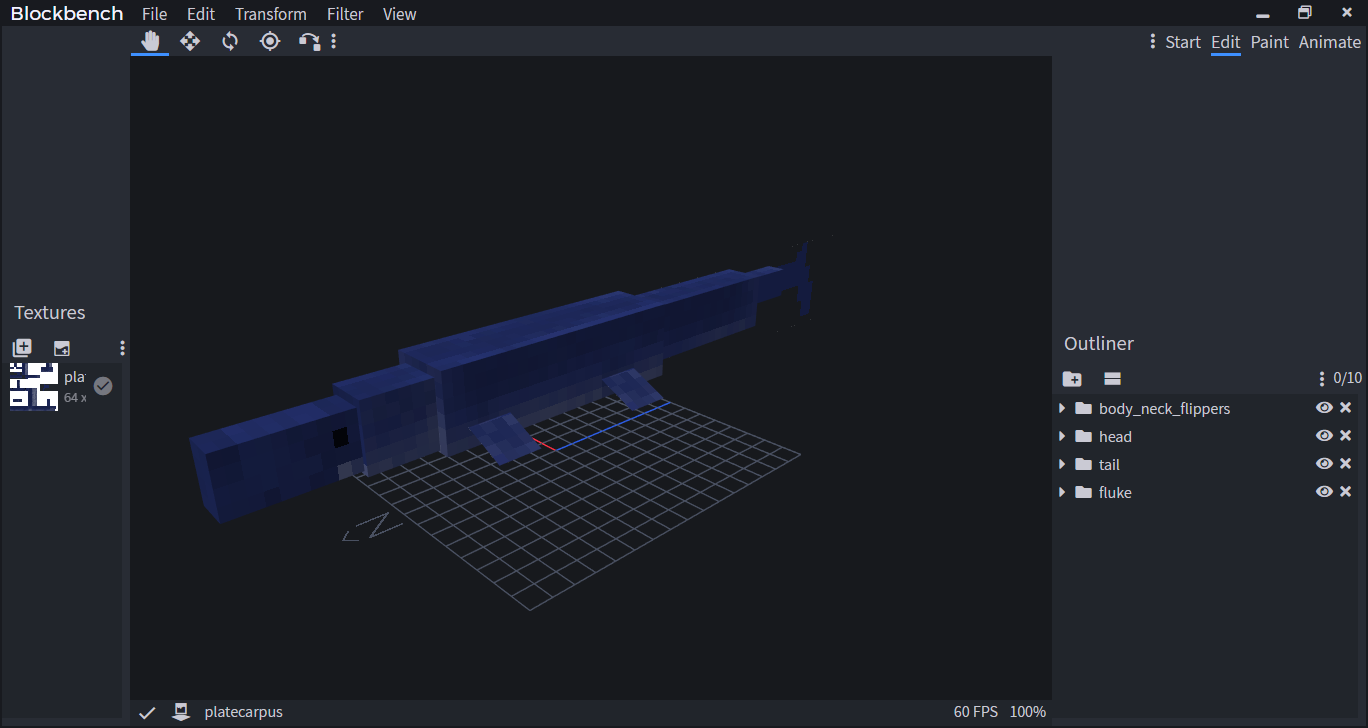 Blockbench File Edit Transform Filter View
Start Edit Paint Animate
Textures
pla
64 x
Outliner
0/10
body_neck_flippers
head
tail
fluke
N
platecarpus 60 FPS 100%